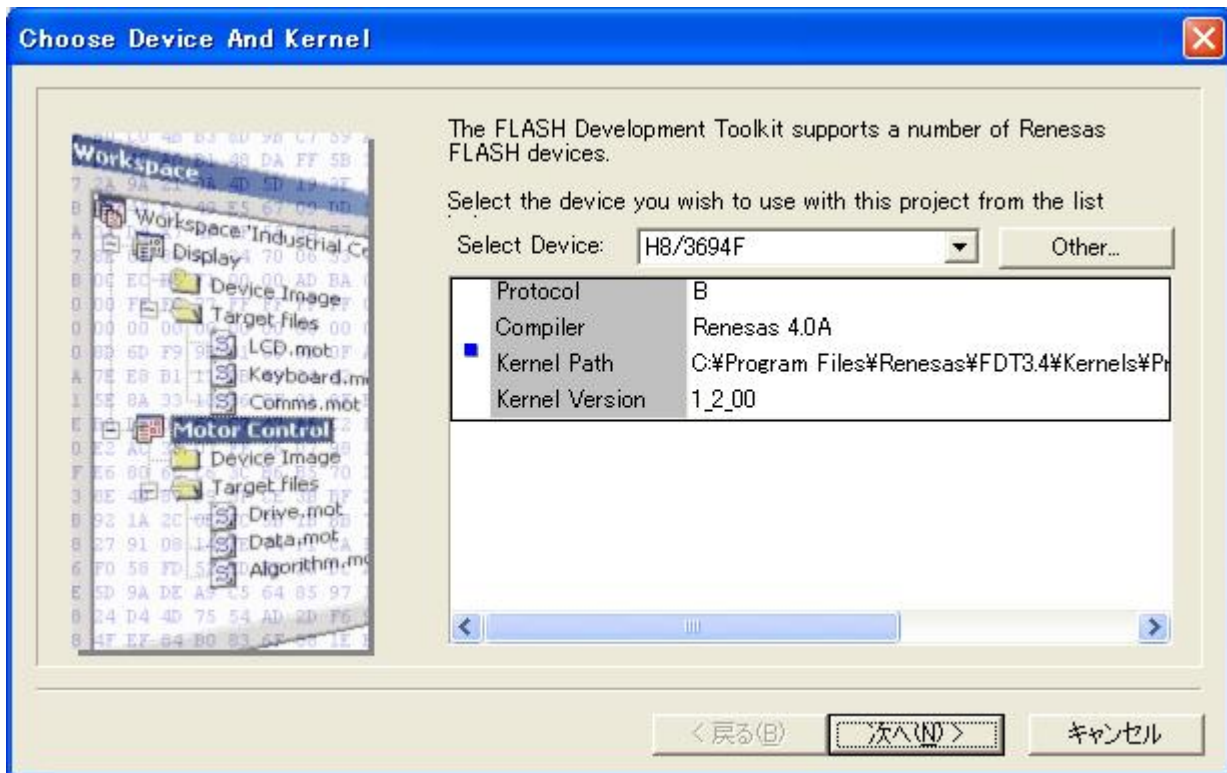 Choose Device And Kernel
Workspace
Workspace 'Industrial
Display
Device Image
Target files
LCD.mot
Keyboard.m
Comms.mot
Motor Control
Device Image
Target files
Drive.mot
Data.mot
Algorithm.m
The FLASH Development Toolkit supports a number of Renesas
FLASH devices.
Select the device you wish to use with this project from the list
Select Device: H8/3694F Other...
Protocol B
Compiler Renesas 4.0A
Kernel Path C:¥Program Files¥Renesas¥FDT3.4¥Kernels¥Pr
Kernel Version 1_2_00
< 戻る(B) 次へ(N) > キャンセル